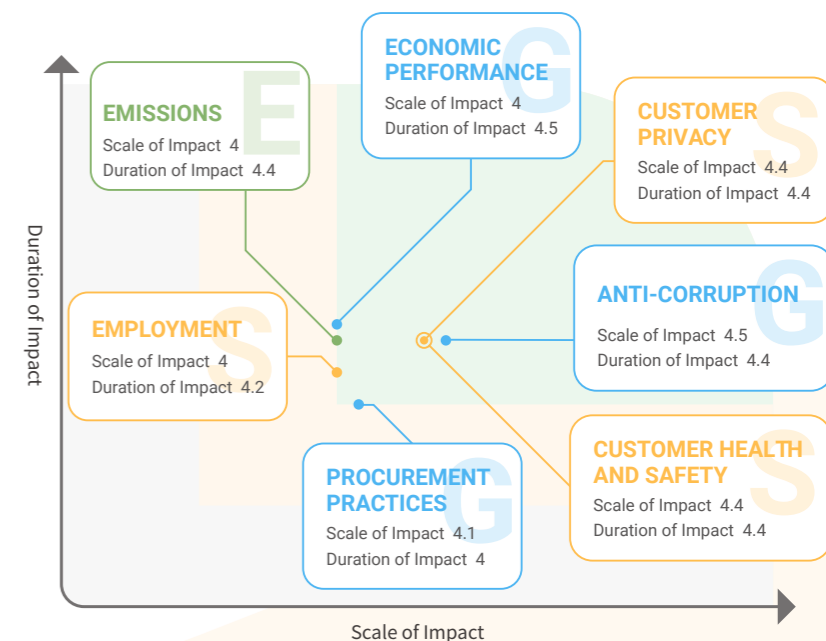 E
EMISSIONS
Scale of Impact 4
Duration of Impact 4.4
G
ECONOMIC
PERFORMANCE
Scale of Impact 4
Duration of Impact 4.5
S
CUSTOMER
PRIVACY
Scale of Impact 4.4
Duration of Impact 4.4
Duration of Impact
S
EMPLOYMENT
Scale of Impact 4
Duration of Impact 4.2
G
ANTI-CORRUPTION
Scale of Impact 4.5
Duration of Impact 4.4
G
PROCUREMENT
PRACTICES
Scale of Impact 4.1
Duration of Impact 4
S
CUSTOMER HEALTH
AND SAFETY
Scale of Impact 4.4
Duration of Impact 4.4
Scale of Impact